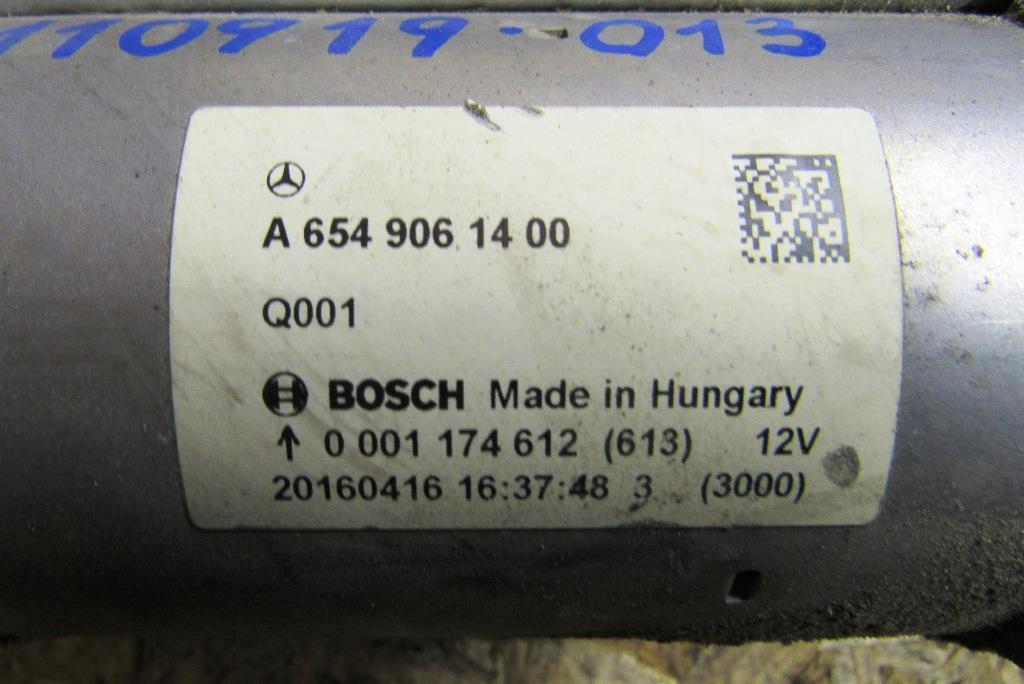 110919-013
A 654 906 14 00
Q001
BOSCH Made in Hungary
↑ 0 001 174 612 (613) 12V
20160416 16:37:48 3 (3000)